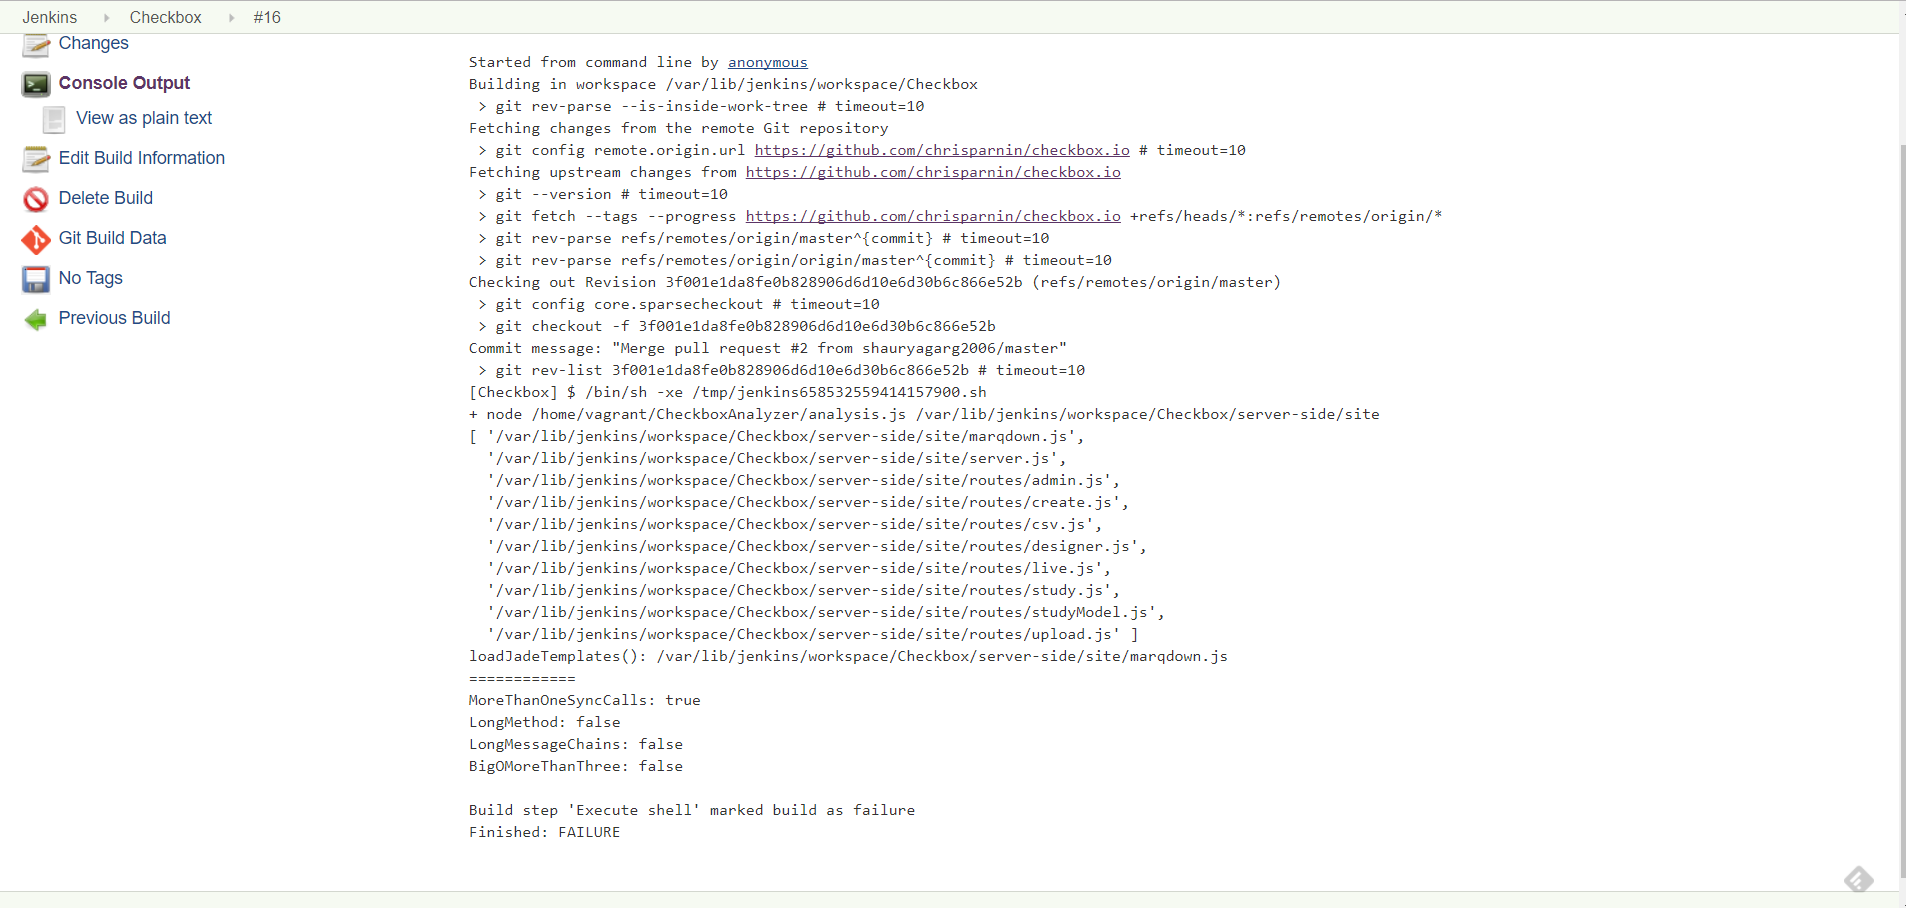 Jenkins Checkbox #16
Changes
Console Output
View as plain text
Edit Build Information
Delete Build
Git Build Data
No Tags
Previous Build
Started from command line by anonymous
Building in workspace /var/lib/jenkins/workspace/Checkbox
> git rev-parse --is-inside-work-tree # timeout=10
Fetching changes from the remote Git repository
> git config remote.origin.url https://github.com/chrisparnin/checkbox.io # timeout=10
Fetching upstream changes from https://github.com/chrisparnin/checkbox.io
> git --version # timeout=10
> git fetch --tags --progress https://github.com/chrisparnin/checkbox.io +refs/heads/*:refs/remotes/origin/*
> git rev-parse refs/remotes/origin/master^{commit} # timeout=10
> git rev-parse refs/remotes/origin/origin/master^{commit} # timeout=10
Checking out Revision 3f001e1da8fe0b828906d6d10e6d30b6c866e52b (refs/remotes/origin/master)
> git config core.sparsecheckout # timeout=10
> git checkout -f 3f001e1da8fe0b828906d6d10e6d30b6c866e52b
Commit message: "Merge pull request #2 from shauryagarg2006/master"
> git rev-list 3f001e1da8fe0b828906d6d10e6d30b6c866e52b # timeout=10
[Checkbox] $ /bin/sh -xe /tmp/jenkins658532559414157900.sh
+ node /home/vagrant/CheckboxAnalyzer/analysis.js /var/lib/jenkins/workspace/Checkbox/server-side/site
[ '/var/lib/jenkins/workspace/Checkbox/server-side/site/marqdown.js',
'/var/lib/jenkins/workspace/Checkbox/server-side/site/server.js',
'/var/lib/jenkins/workspace/Checkbox/server-side/site/routes/admin.js',
'/var/lib/jenkins/workspace/Checkbox/server-side/site/routes/create.js',
'/var/lib/jenkins/workspace/Checkbox/server-side/site/routes/csv.js',
'/var/lib/jenkins/workspace/Checkbox/server-side/site/routes/designer.js',
'/var/lib/jenkins/workspace/Checkbox/server-side/site/routes/live.js',
'/var/lib/jenkins/workspace/Checkbox/server-side/site/routes/study.js',
'/var/lib/jenkins/workspace/Checkbox/server-side/site/routes/studyModel.js',
'/var/lib/jenkins/workspace/Checkbox/server-side/site/routes/upload.js' ]
loadJadeTemplates(): /var/lib/jenkins/workspace/Checkbox/server-side/site/marqdown.js
============
MoreThanOneSyncCalls: true
LongMethod: false
LongMessageChains: false
BigOMoreThanThree: false
Build step 'Execute shell' marked build as failure
Finished: FAILURE